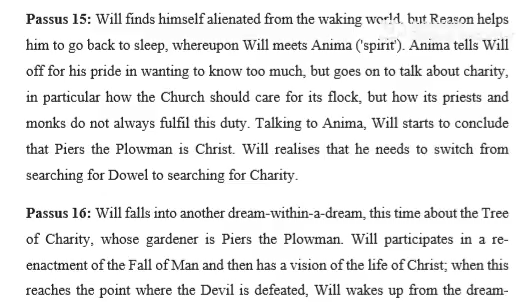 Passus 15: Will finds himself alienated from the waking world, but Reason helps
him to go back to sleep, whereupon Will meets Anima ('spirit'). Anima tells Will
off for his pride in wanting to know too much, but goes on to talk about charity,
in particular how the Church should care for its flock, but how its priests and
monks do not always fulfil this duty. Talking to Anima, Will starts to conclude
that Piers the Plowman is Christ. Will realises that he needs to switch from
searching for Dowel to searching for Charity.
Passus 16: Will falls into another dream-within-a-dream, this time about the Tree
of Charity, whose gardener is Piers the Plowman. Will participates in a re-
enactment of the Fall of Man and then has a vision of the life of Christ; when this
reaches the point where the Devil is defeated, Will wakes up from the dream-